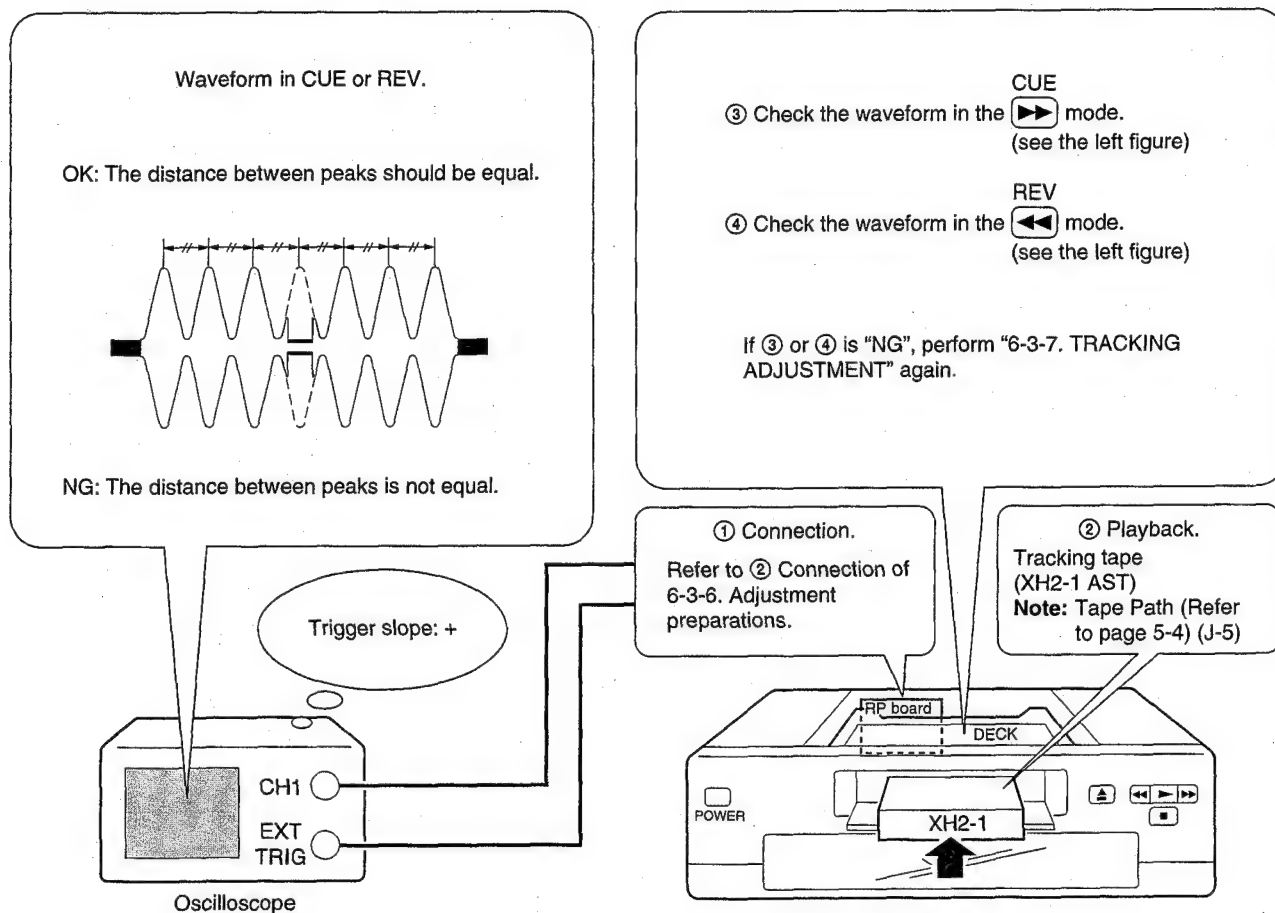 Waveform in CUE or REV.
OK: The distance between peaks should be equal.
NG: The distance between peaks is not equal.
CUE
③ Check the waveform in the ▶▶ mode.
(see the left figure)
REV
④ Check the waveform in the ◀◀ mode.
(see the left figure)
If ③ or ④ is “NG”, perform “6-3-7. TRACKING
ADJUSTMENT” again.
① Connection.
Refer to ② Connection of
6-3-6. Adjustment
preparations.
② Playback.
Tracking tape
(XH2-1 AST)
Note: Tape Path (Refer
to page 5-4) (J-5)
Trigger slope: +
CH1
EXT
TRIG
Oscilloscope
RP board
DECK
POWER
XH2-1